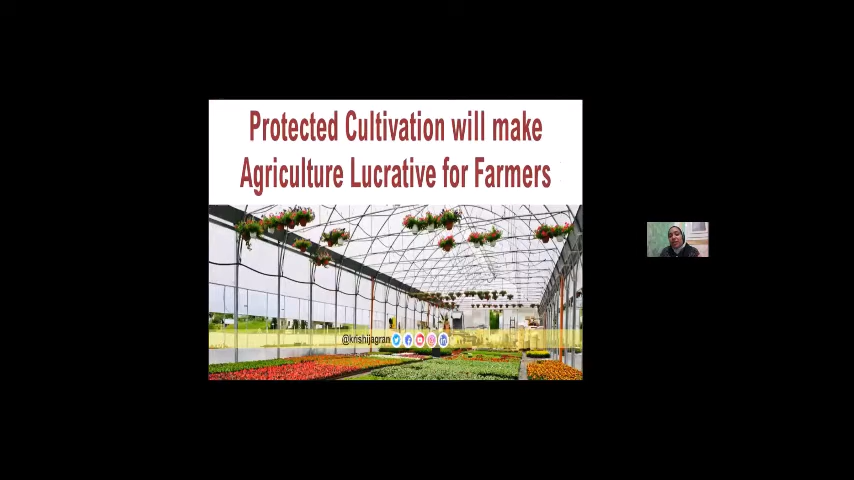 Protected Cultivation will make
Agriculture Lucrative for Farmers
@krishijagran